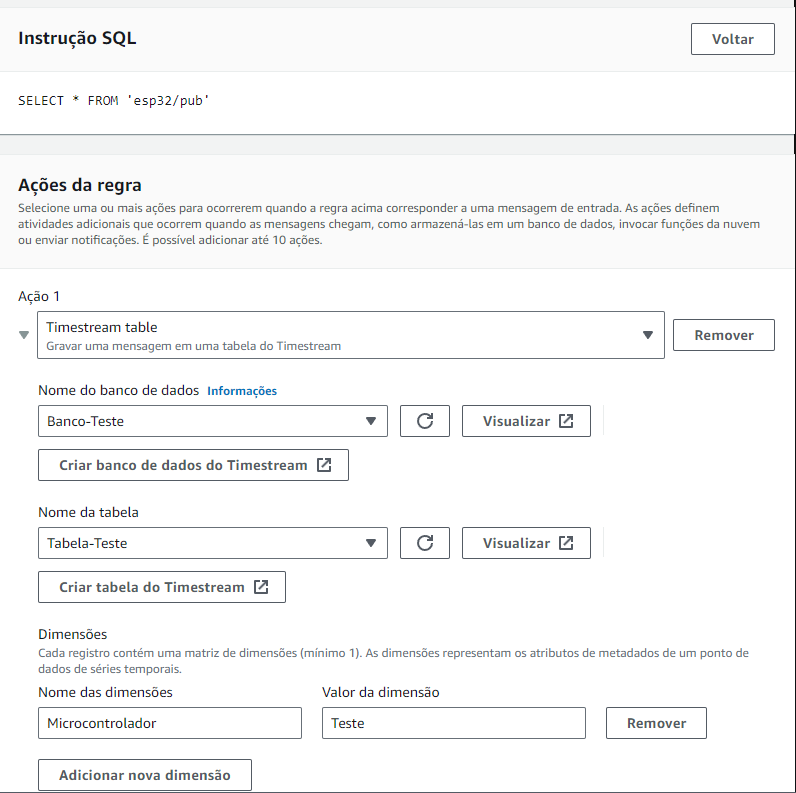 Instrução SQL
Voltar
SELECT * FROM 'esp32/pub'
Ações da regra
Selecione uma ou mais ações para ocorrerem quando a regra acima corresponder a uma mensagem de entrada. As ações definem
atividades adicionais que ocorrem quando as mensagens chegam, como armazená-las em um banco de dados, invocar funções da nuvem
ou enviar notificações. É possível adicionar até 10 ações.
Ação 1
Timestream table
Gravar uma mensagem em uma tabela do Timestream
Remover
Nome do banco de dados Informações
Banco-Teste
Visualizar
Criar banco de dados do Timestream
Nome da tabela
Tabela-Teste
Visualizar
Criar tabela do Timestream
Dimensões
Cada registro contém uma matriz de dimensões (mínimo 1). As dimensões representam os atributos de metadados de um ponto de
dados de séries temporais.
Nome das dimensões Valor da dimensão
Microcontrolador Teste Remover
Adicionar nova dimensão